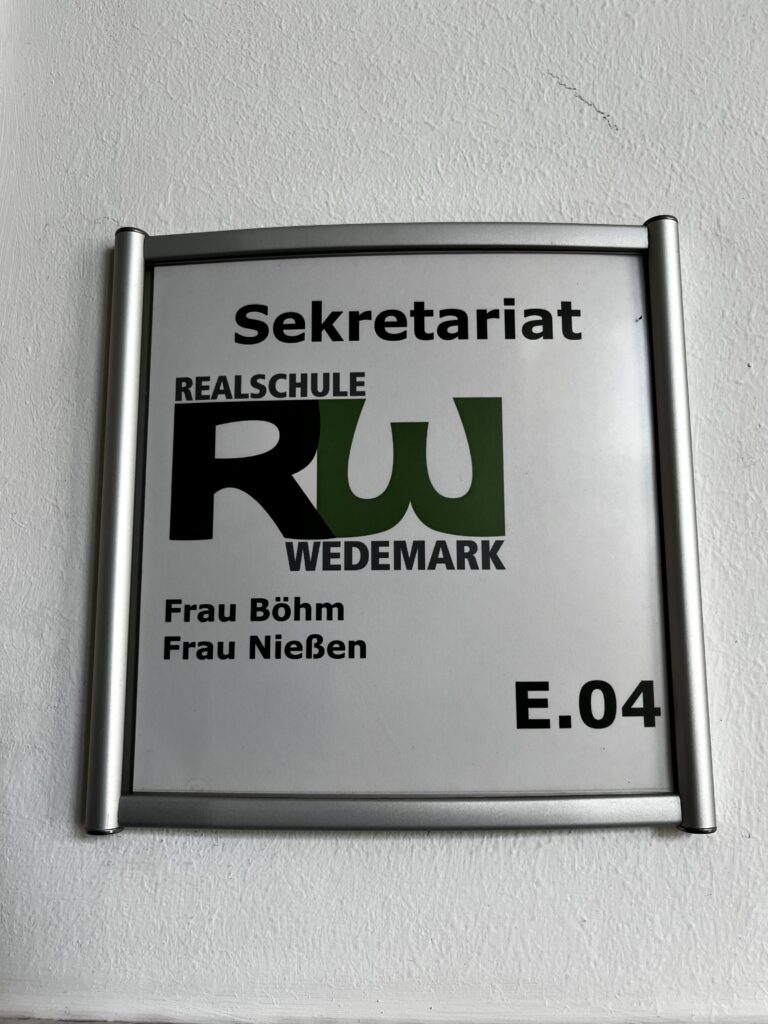 Sekretariat
REALSCHULE
RW
WEDEMARK
Frau Böhm
Frau Nießen
E.04